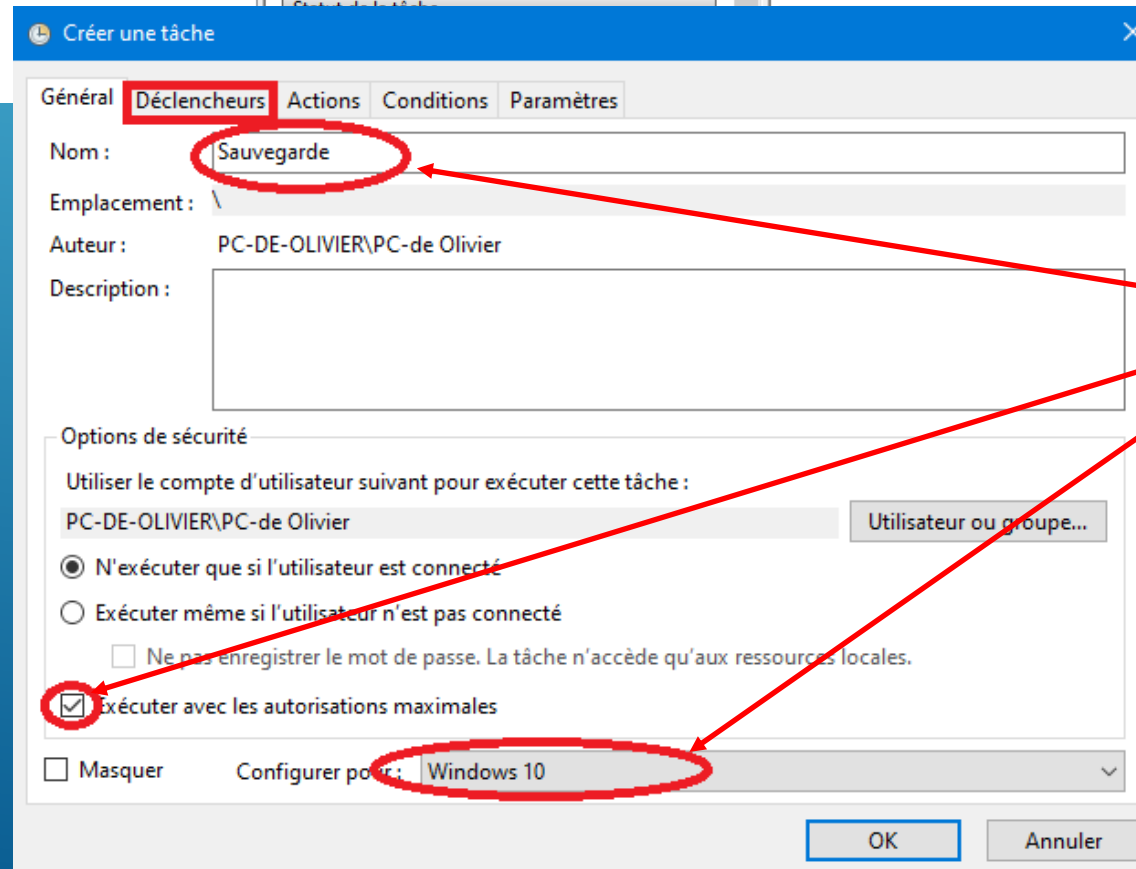 Statut de la tâche
Créer une tâche
Général Déclencheurs Actions Conditions Paramètres
Nom : Sauvegarde
Emplacement : \
Auteur : PC-DE-OLIVIER\PC-de Olivier
Description :
Options de sécurité
Utiliser le compte d'utilisateur suivant pour exécuter cette tâche :
PC-DE-OLIVIER\PC-de Olivier Utilisateur ou groupe...
N'exécuter que si l'utilisateur est connecté
Exécuter même si l'utilisateur n'est pas connecté
Ne pas enregistrer le mot de passe. La tâche n'accède qu'aux ressources locales.
Exécuter avec les autorisations maximales
Masquer Configurer pour : Windows 10
OK Annuler